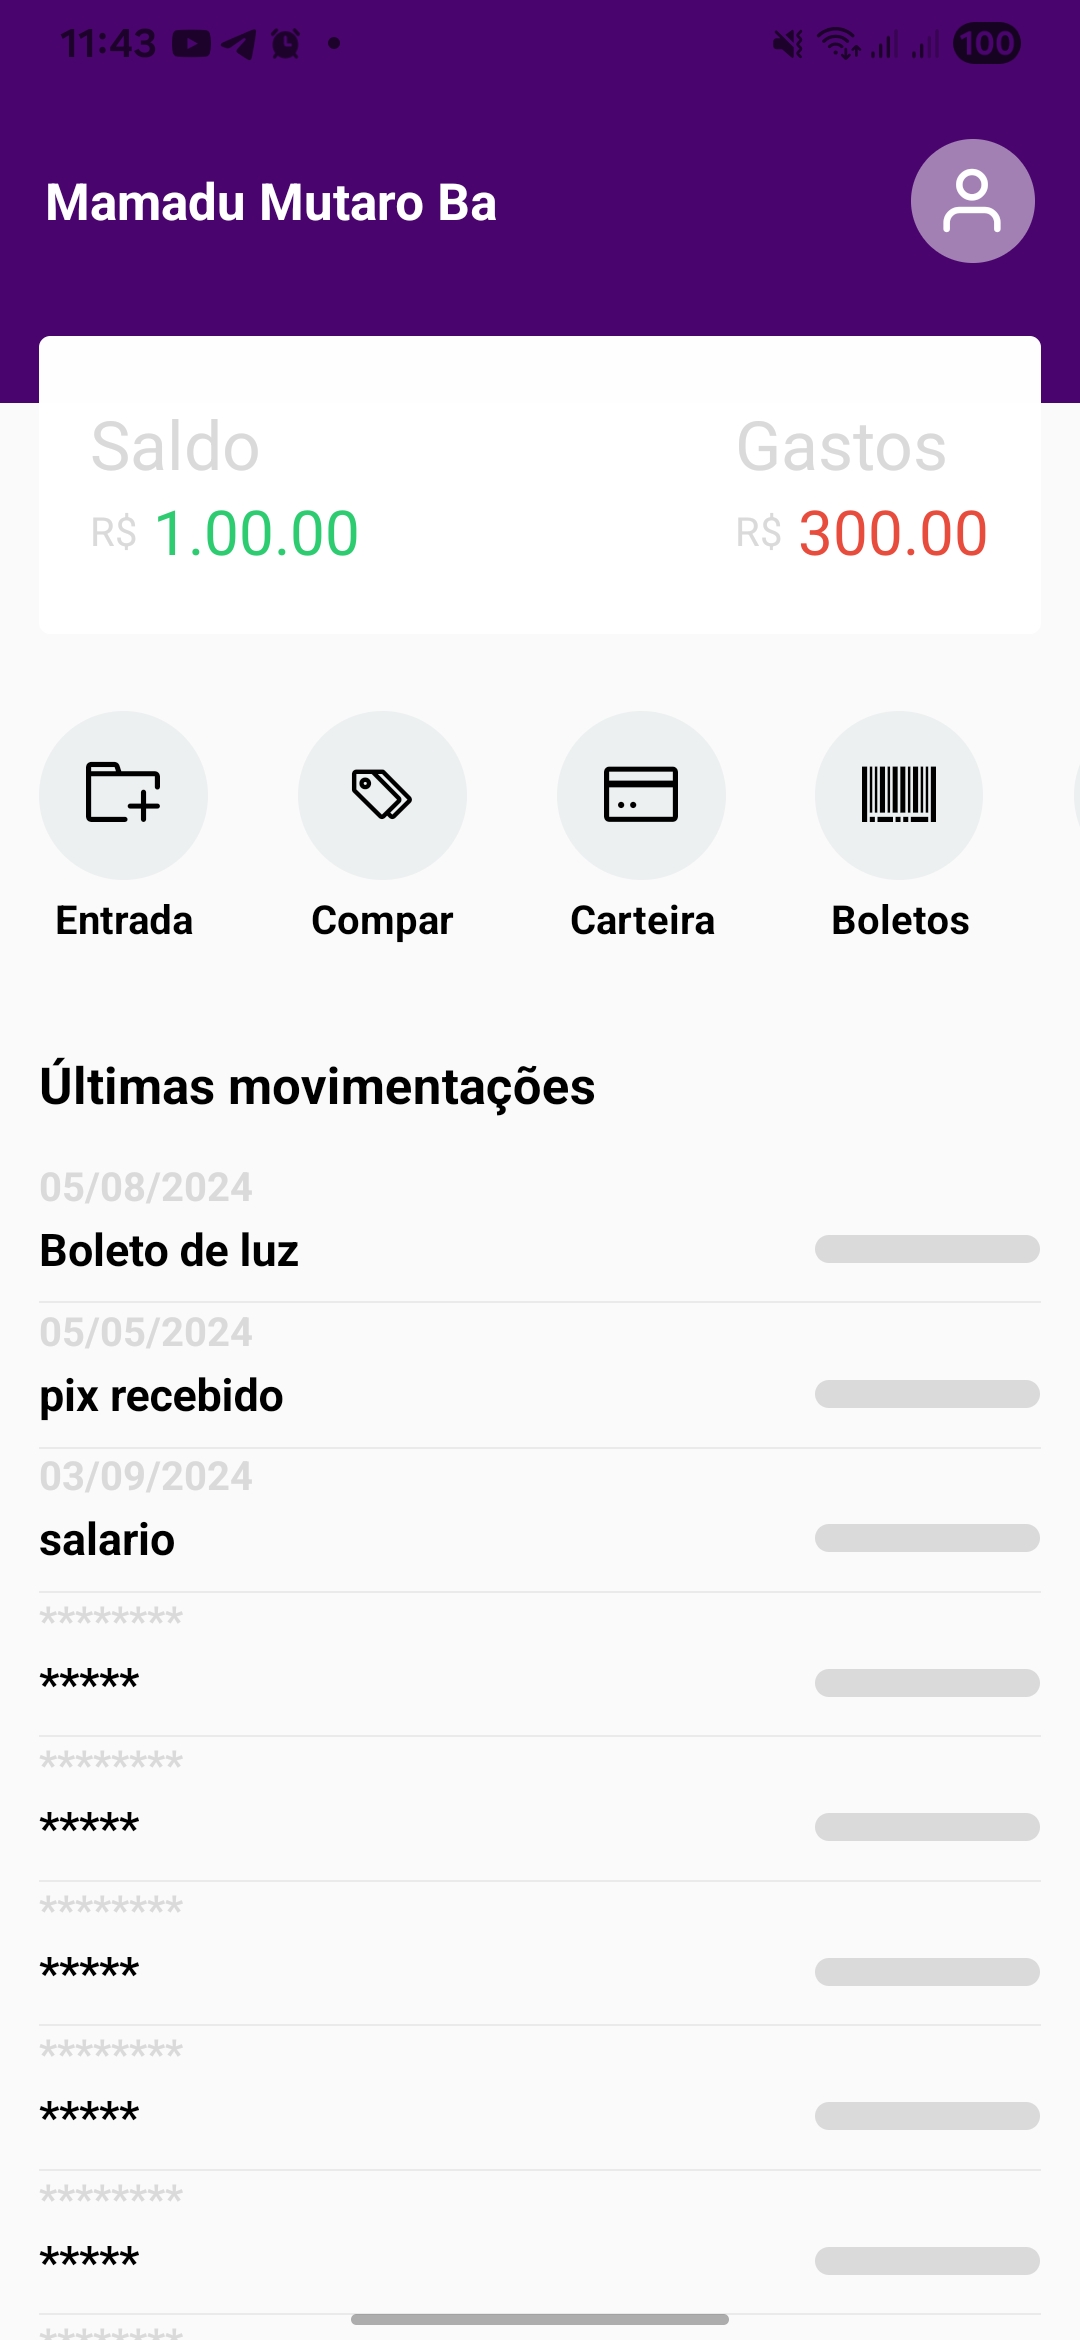 11:43
100
Mamadu Mutaro Ba
Saldo
Gastos
R$ 1.00.00
R$ 300.00
Entrada
Compar
Carteira
Boletos
Últimas movimentações
05/08/2024
Boleto de luz
05/05/2024
pix recebido
03/09/2024
salario
********
*****
********
*****
********
*****
********
*****
********
*****
********